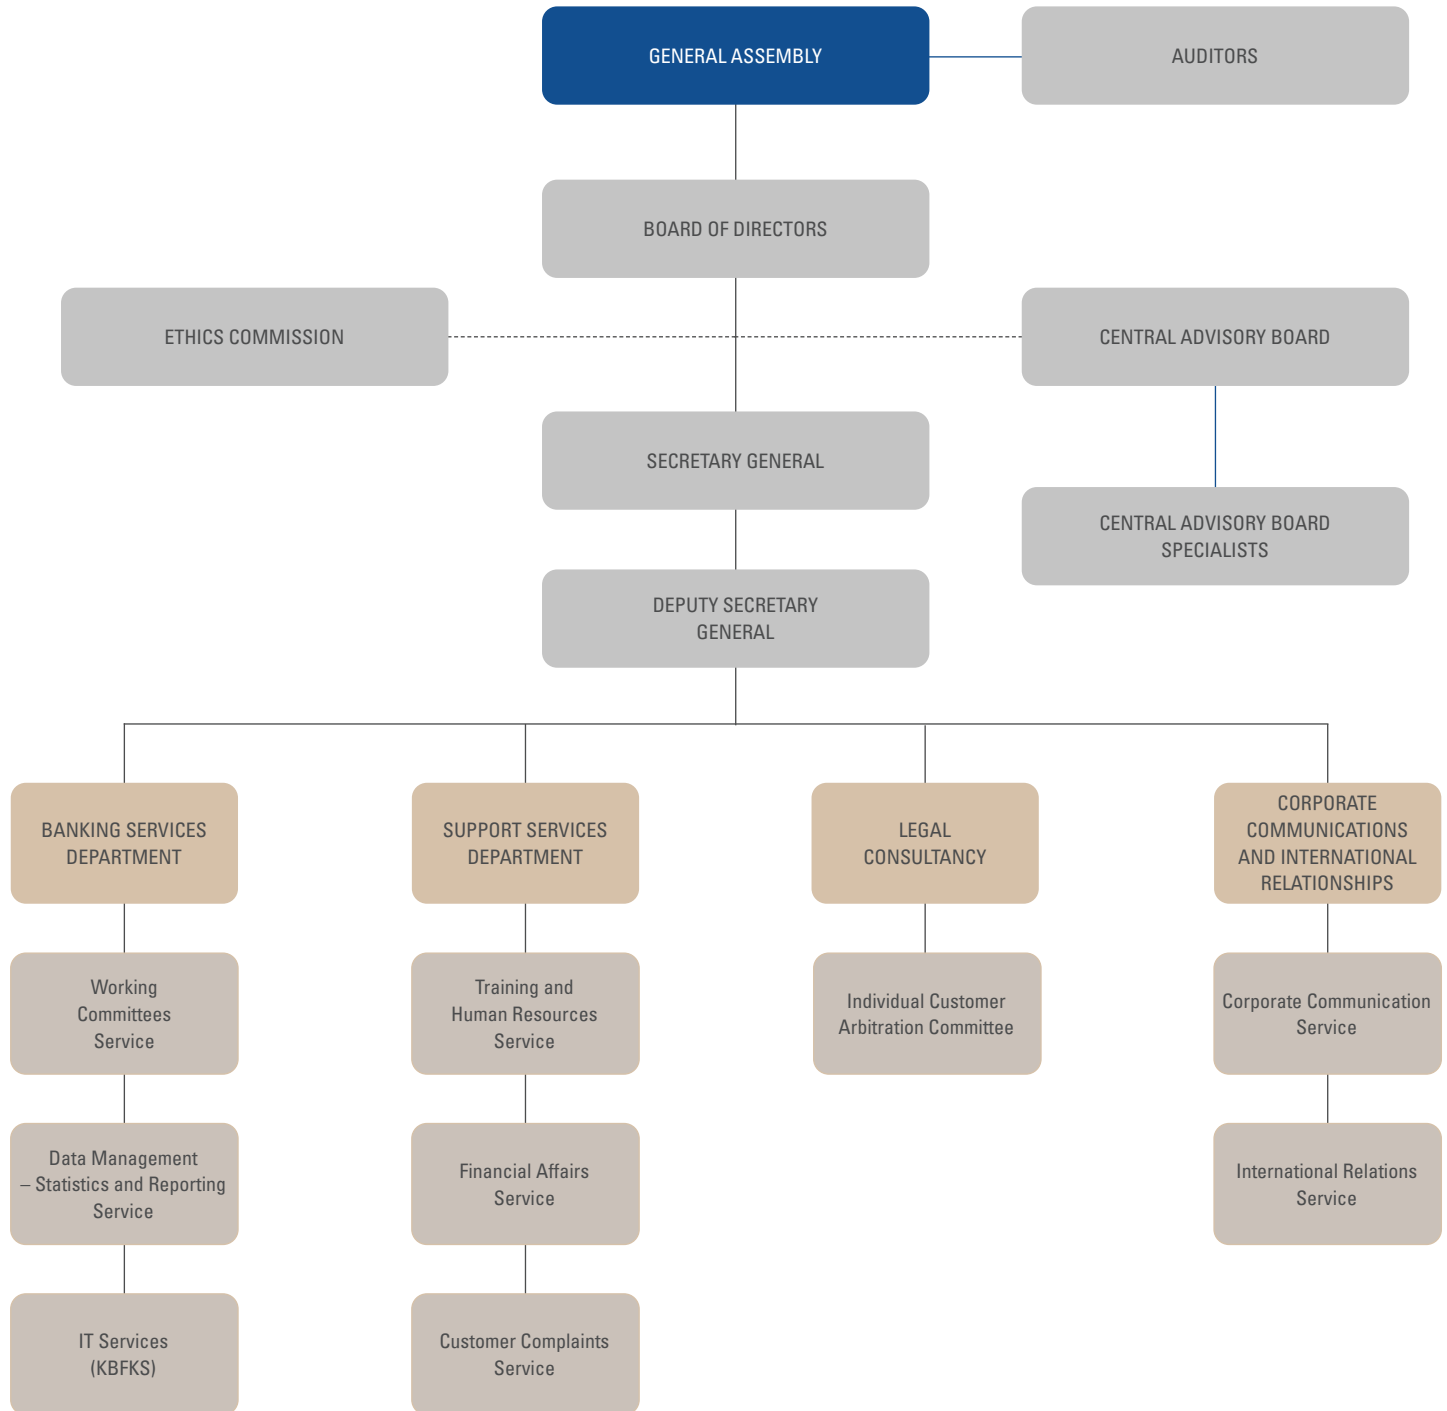 GENERAL ASSEMBLY
AUDITORS
BOARD OF DIRECTORS
ETHICS COMMISSION
CENTRAL ADVISORY BOARD
SECRETARY GENERAL
CENTRAL ADVISORY BOARD
SPECIALISTS
DEPUTY SECRETARY
GENERAL
BANKING SERVICES
DEPARTMENT
SUPPORT SERVICES
DEPARTMENT
LEGAL
CONSULTANCY
CORPORATE
COMMUNICATIONS
AND INTERNATIONAL
RELATIONSHIPS
Working
Committees
Service
Training and
Human Resources
Service
Individual Customer
Arbitration Committee
Corporate Communication
Service
Data Management
– Statistics and Reporting
Service
Financial Affairs
Service
International Relations
Service
IT Services
(KBFKS)
Customer Complaints
Service